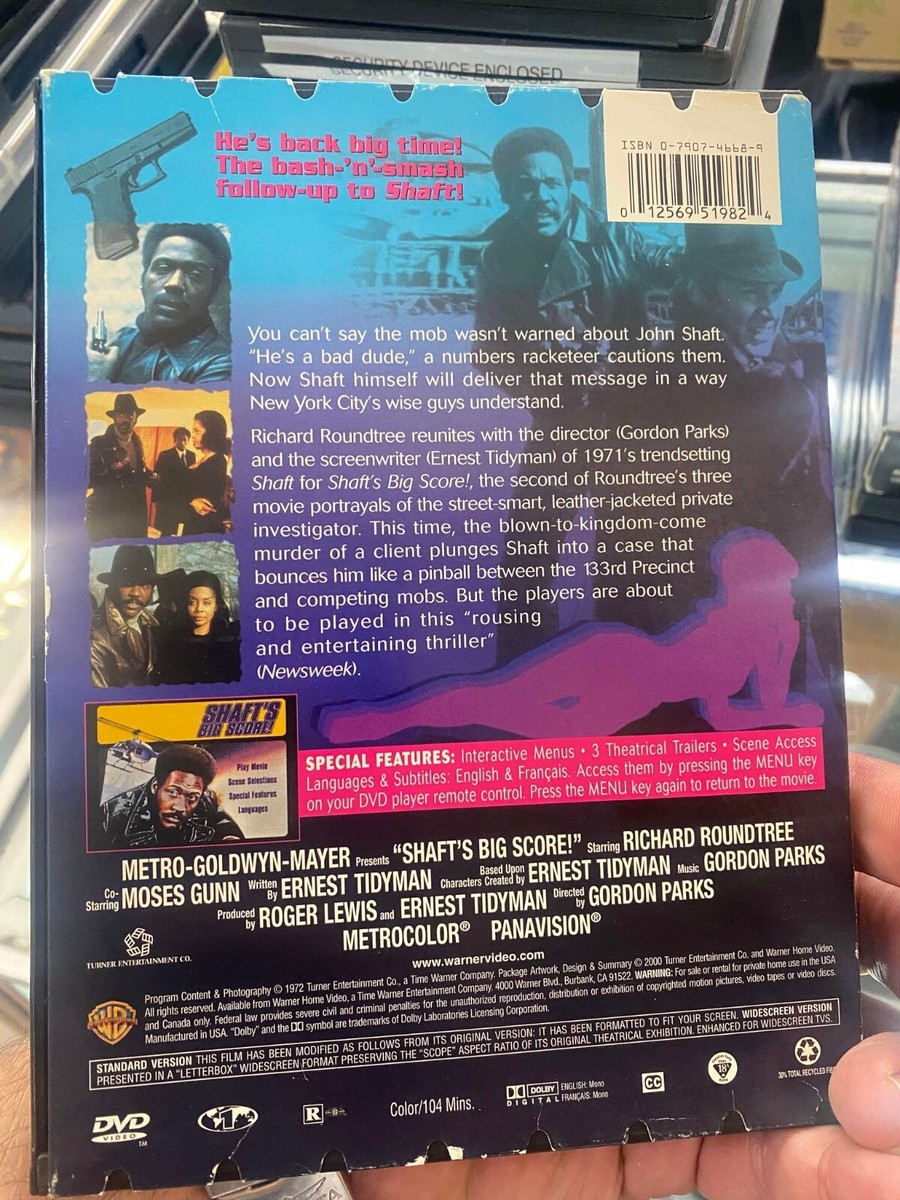 SECURITY DEVICE ENCLOSED
He's back big time!
The bash-'n'-smash
follow-up to Shaft!
ISBN 0-7907-4668-9
0 12569 51982 4
You can't say the mob wasn't warned about John Shaft.
"He's a bad dude," a numbers racketeer cautions them.
Now Shaft himself will deliver that message in a way
New York City's wise guys understand.
Richard Roundtree reunites with the director (Gordon Parks)
and the screenwriter (Ernest Tidyman) of 1971's trendsetting
Shaft for Shaft's Big Score!, the second of Roundtree's three
movie portrayals of the street-smart, leather-jacketed private
investigator. This time, the blown-to-kingdom-come
murder of a client plunges Shaft into a case that
bounces him like a pinball between the 133rd Precinct
and competing mobs. But the players are about
to be played in this "rousing
and entertaining thriller"
(Newsweek).
SHAFT'S
BIG SCORE!
Play Movie
Scene Selections
Special Features
Languages
SPECIAL FEATURES: Interactive Menus • 3 Theatrical Trailers • Scene Access
Languages & Subtitles: English & Français. Access them by pressing the MENU key
on your DVD player remote control. Press the MENU key again to return to the movie.
METRO-GOLDWYN-MAYER Presents "SHAFT'S BIG SCORE!" Starring RICHARD ROUNDTREE
Co-Starring MOSES GUNN Written By ERNEST TIDYMAN Based Upon Characters Created by ERNEST TIDYMAN Music GORDON PARKS
Produced by ROGER LEWIS and ERNEST TIDYMAN Directed by GORDON PARKS
METROCOLOR® PANAVISION®
TURNER ENTERTAINMENT CO.
www.warnervideo.com
Program Content & Photography © 1972 Turner Entertainment Co., a Time Warner Company. Package Artwork, Design & Summary © 2000 Turner Entertainment Co. and Warner Home Video.
All rights reserved. Available from Warner Home Video, a Time Warner Entertainment Company. 4000 Warner Blvd., Burbank, CA 91522. WARNING: For sale or rental for private home use in the USA
and Canada only. Federal law provides severe civil and criminal penalties for the unauthorized reproduction, distribution or exhibition of copyrighted motion pictures, video tapes or video discs.
Manufactured in USA. "Dolby" and the DD symbol are trademarks of Dolby Laboratories Licensing Corporation.
STANDARD VERSION THIS FILM HAS BEEN MODIFIED AS FOLLOWS FROM ITS ORIGINAL VERSION: IT HAS BEEN FORMATTED TO FIT YOUR SCREEN. WIDESCREEN VERSION
PRESENTED IN A "LETTERBOX" WIDESCREEN FORMAT PRESERVING THE "SCOPE" ASPECT RATIO OF ITS ORIGINAL THEATRICAL EXHIBITION. ENHANCED FOR WIDESCREEN TVS.
DVD
VIDEO
TM
1
R
Color/104 Mins.
DOLBY
DIGITAL
ENGLISH: Mono
FRANÇAIS: Mono
CC
18
30% TOTAL RECYCLED